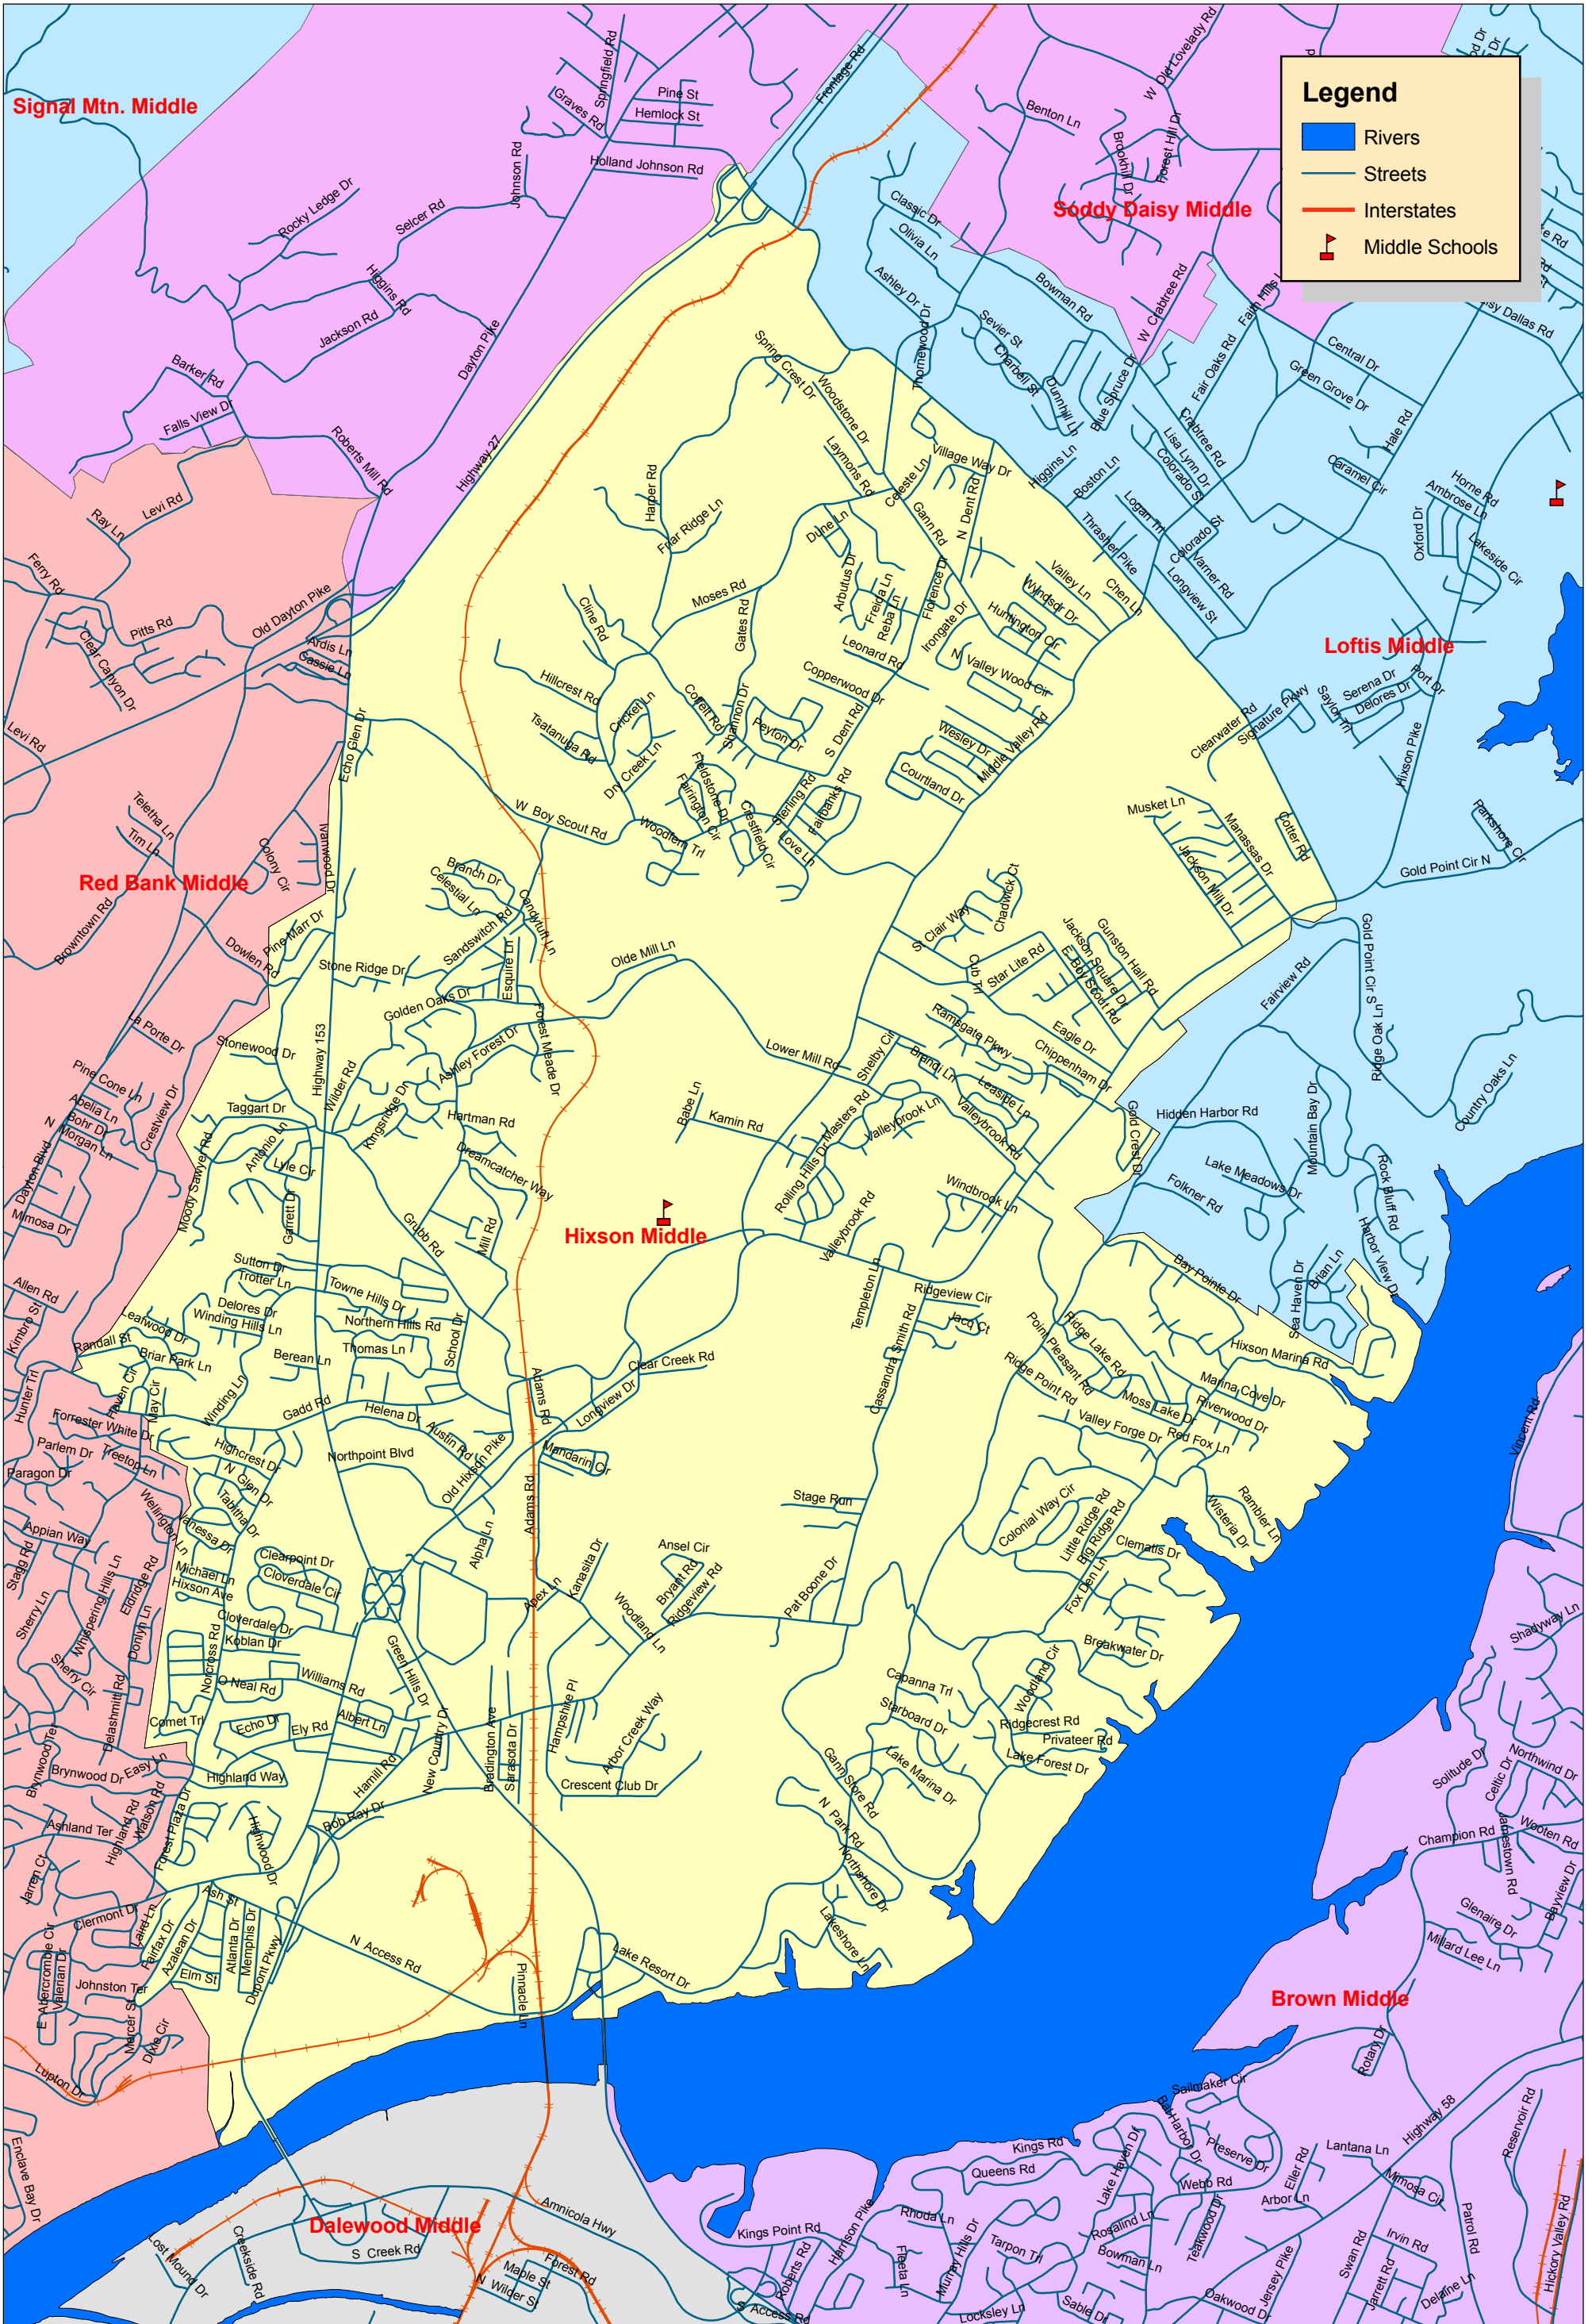 Legend
Rivers
Streets
Interstates
Middle Schools
Signal Mtn. Middle
Soddy Daisy Middle
Loftis Middle
Red Bank Middle
Hixson Middle
Brown Middle
Dalewood Middle
Springfield Rd
Graves Rd
Pine St
Hemlock St
Holland Johnson Rd
Johnson Rd
Frontage Rd
W Old Lovelady Rd
Benton Ln
Brookhill Dr
Forest Hill Dr
Rocky Ledge Dr
Selcer Rd
Higgins Rd
Jackson Rd
Dayton Pike
Barker Rd
Falls View Dr
Roberts Mill Rd
Highway 27
Classic Dr
Olivia Ln
Ashley Dr
Bowman Rd
W Crabtree Rd
Thornewood Dr
Sevier St
Charbell St
Dunnhill Ln
Blue Spruce Dr
Fair Oaks Rd
Central Dr
Green Grove Dr
Hale Rd
Crabtree Rd
Lisa Lynn Dr
Colorado St
Caramel Cir
Horne Rd
Ambrose Ln
Oxford Dr
Lakeside Cir
Spring Crest Dr
Woodstone Dr
Laymons Rd
Celeste Ln
Village Way Dr
Higgins Ln
Boston Ln
Logan Trl
Colorado St
Thrasher Pike
Varner Rd
Longview St
Levi Rd
Ray Ln
Ferry Rd
Pitts Rd
Old Dayton Pike
Clear Canyon Dr
Ardis Ln
Cassie Ln
Levi Rd
Harper Rd
Friar Ridge Ln
Dune Ln
Gann Rd
N Dent Rd
Moses Rd
Arbutus Dr
Freida Ln
Reba Ln
Florence Dr
Irongate Dr
Valley Ln
Wyndsor Dr
Chen Ln
Huntington Cir
N Valley Wood Cir
Cline Rd
Gates Rd
Leonard Rd
Copperwood Dr
Hillcrest Rd
Cricket Ln
Tsatanuga Rd
Dry Creek Ln
Colfell Rd
Shannon Dr
Peyton Dr
S Dent Rd
Wesley Dr
Middle Valley Rd
Courtland Dr
Clearwater Rd
Signature Pkwy
Saylor Trl
Serena Dr
Delores Dr
Port Dr
Hixson Pike
Echo Glen Dr
W Boy Scout Rd
Woodfern Trl
Fieldstone Dr
Fairington Cir
Crestfield Cir
Sterling Rd
Fairbanks Rd
Love Ln
Musket Ln
Manassas Dr
Jackson Mill Dr
Cotter Rd
Parkshore Cir
Gold Point Cir N
Teletha Ln
Tim Ln
Colony Cir
Ivanwood Dr
Browntown Rd
Dowlen Rd
Pine Marr Dr
Branch Dr
Celestial Ln
Sandswitch Rd
Candytuft Ln
Stone Ridge Dr
Esquire Ln
Golden Oaks Dr
Olde Mill Ln
St Clair Way
Chadwick Ct
Cub Trl
Star Lite Rd
Jackson Square Dr
E Boy Scout Rd
Gunston Hall Rd
Fairview Rd
Gold Point Cir S
Ridge Oak Ln
La Porte Dr
Stonewood Dr
Highway 153
Wilder Rd
Ashley Forest Dr
Forest Meade Dr
Lower Mill Rd
Shelby Cir
Ramsgate Pkwy
Eagle Dr
Chippenham Dr
Brandi Ln
Leaside Ln
Country Oaks Ln
Pine Cone Ln
Abelia Ln
Bohr Dr
N Morgan Ln
Crestview Dr
Taggart Dr
Kingsridge Dr
Hartman Rd
Dreamcatcher Way
Babe Ln
Kamin Rd
Masters Rd
Rolling Hills Dr
Valleybrook Ln
Valleybrook Rd
Gold Crest Dr
Hidden Harbor Rd
Mountain Bay Dr
Dayton Blvd
Mimosa Dr
Moody Sawyer Rd
Antonio Ln
Lyle Cir
Garrett Dr
Grubb Rd
Mill Rd
Valleybrook Rd
Windbrook Ln
Folkner Rd
Lake Meadows Dr
Rock Bluff Rd
Harbor View Dr
Sea Haven Dr
Brian Ln
Bay Pointe Dr
Allen Rd
Kimbro St
Sutton Dr
Trotter Ln
Towne Hills Dr
Delores Dr
Winding Hills Ln
Northern Hills Rd
Thomas Ln
School Dr
Leafwood Dr
Randall St
Briar Park Ln
Berean Ln
Templeton Ln
Ridgeview Cir
Jacq Ct
Cassandra Smith Rd
Point Pleasant Rd
Ridge Lake Rd
Ridge Point Rd
Hixson Marina Rd
Marina Cove Dr
Riverwood Dr
Moss Lake Dr
Valley Forge Dr
Red Fox Ln
Vincent Rd
Hunter Trl
Haven Cir
May Cir
Winding Ln
Gadd Rd
Helena Dr
Austin Rd
Old Hixson Pike
Adams Rd
Longview Dr
Clear Creek Rd
Mandarin Cir
Forrester White Dr
Parlem Dr
Treetop Ln
Paragon Dr
Highcrest Dr
N Glen Dr
Tabitha Dr
Northpoint Blvd
Adams Rd
Stage Run
Colonial Way Cir
Little Ridge Rd
Big Ridge Rd
Wisteria Dr
Rambler Ln
Clematis Dr
Fox Den Ln
Appian Way
Stagg Rd
Wellington Ln
Vanessa Dr
Michael Ln
Hixson Ave
Clearpoint Dr
Cloverdale Cir
Alpha Ln
Apex Ln
Kanasita Dr
Ansel Cir
Bryant Rd
Ridgeview Rd
Woodland Ln
Pat Boone Dr
Sherry Ln
Whispering Hills Ln
Eldridge Rd
Donlyn Ln
Sherry Cir
Delashmitt Rd
Norcross Rd
Cloverdale Dr
Koblan Dr
O Neal Rd
Williams Rd
Green Hills Dr
Breakwater Dr
Woodland Cir
Capanna Trl
Starboard Dr
Ridgecrest Rd
Privateer Rd
Lake Forest Dr
Shadyway Ln
Comet Trl
Echo Dr
Ely Rd
Albert Ln
New Country Dr
Bradington Ave
Sarasota Dr
Hampshire Pl
Arbor Creek Way
Crescent Club Dr
Brynwood Ter
Brynwood Dr
Easy Ln
Highland Way
Hamill Rd
Bob Ray Dr
Gann Store Rd
Lake Marina Dr
N Park Rd
Northshore Dr
Lakeshore Ln
Solitude Dr
Celtic Dr
Northwind Dr
Champion Rd
Jamestown Rd
Wooten Rd
Bayview Dr
Glenaire Dr
Millard Lee Ln
Ashland Ter
Highland Rd
Watson Rd
Forest Plaza Dr
Highwood Dr
Jarren Ct
Clermont Dr
Laird Ln
Ash St
Fairfax Dr
Azalean Dr
Atlanta Dr
Memphis Dr
Elm St
Dupont Pkwy
N Access Rd
Pinnacle Ln
Lake Resort Dr
E Abercrombie Cir
Valerian Dr
Johnston Ter
Mercer St
Dixie Cir
Lupton Dr
Enclave Bay Dr
Rotary Dr
Sailmaker Cir
Bal Harbor Dr
Preserve Dr
Highway 58
Reservoir Rd
Kings Rd
Queens Rd
Lake Haven Dr
Webb Rd
Eller Rd
Arbor Ln
Lantana Ln
Mimosa Cir
Patrol Rd
Hickory Valley Rd
Amnicola Hwy
S Creek Rd
Creekside Rd
Lost Mound Dr
Maple St
N Wilder St
Forest Rd
Kings Point Rd
Harrison Pike
Roberts Rd
Rhoda Ln
Fleeta Ln
Murray Hills Dr
Tarpon Trl
Rosalind Ln
Bowman Ln
Teakwood Dr
Sable Dr
Locksley Ln
Oakwood Dr
Jersey Pike
Swan Rd
Irvin Rd
Jarrett Rd
Delaine Ln
S Access Rd